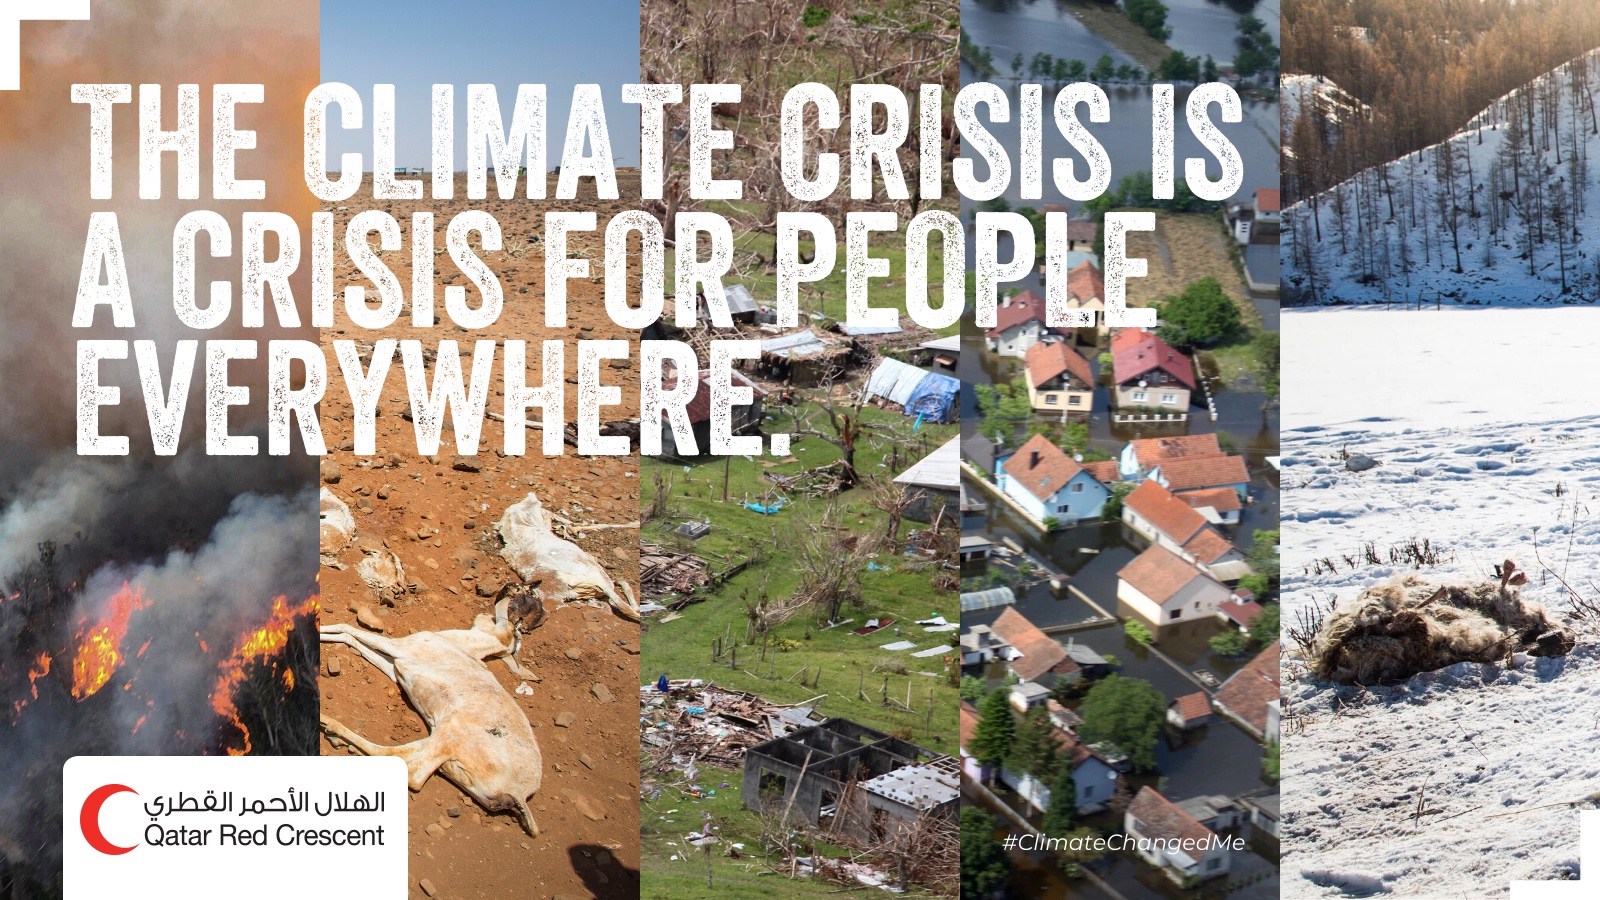 THE CLIMATE CRISIS IS
A CRISIS FOR PEOPLE
EVERYWHERE.
الهلال الأحمر القطري
Qatar Red Crescent
#ClimateChangedMe